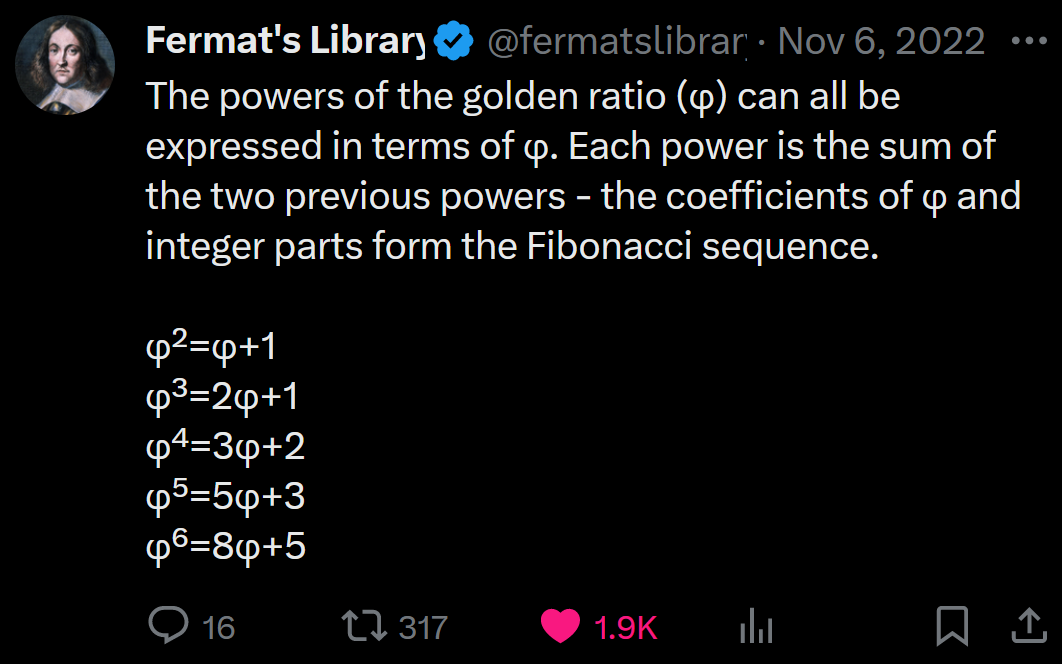 Fermat's Library @fermatslibrary · Nov 6, 2022
The powers of the golden ratio (φ) can all be
expressed in terms of φ. Each power is the sum of
the two previous powers - the coefficients of φ and
integer parts form the Fibonacci sequence.
φ²=φ+1
φ³=2φ+1
φ⁴=3φ+2
φ⁵=5φ+3
φ⁶=8φ+5
16 317 1.9K